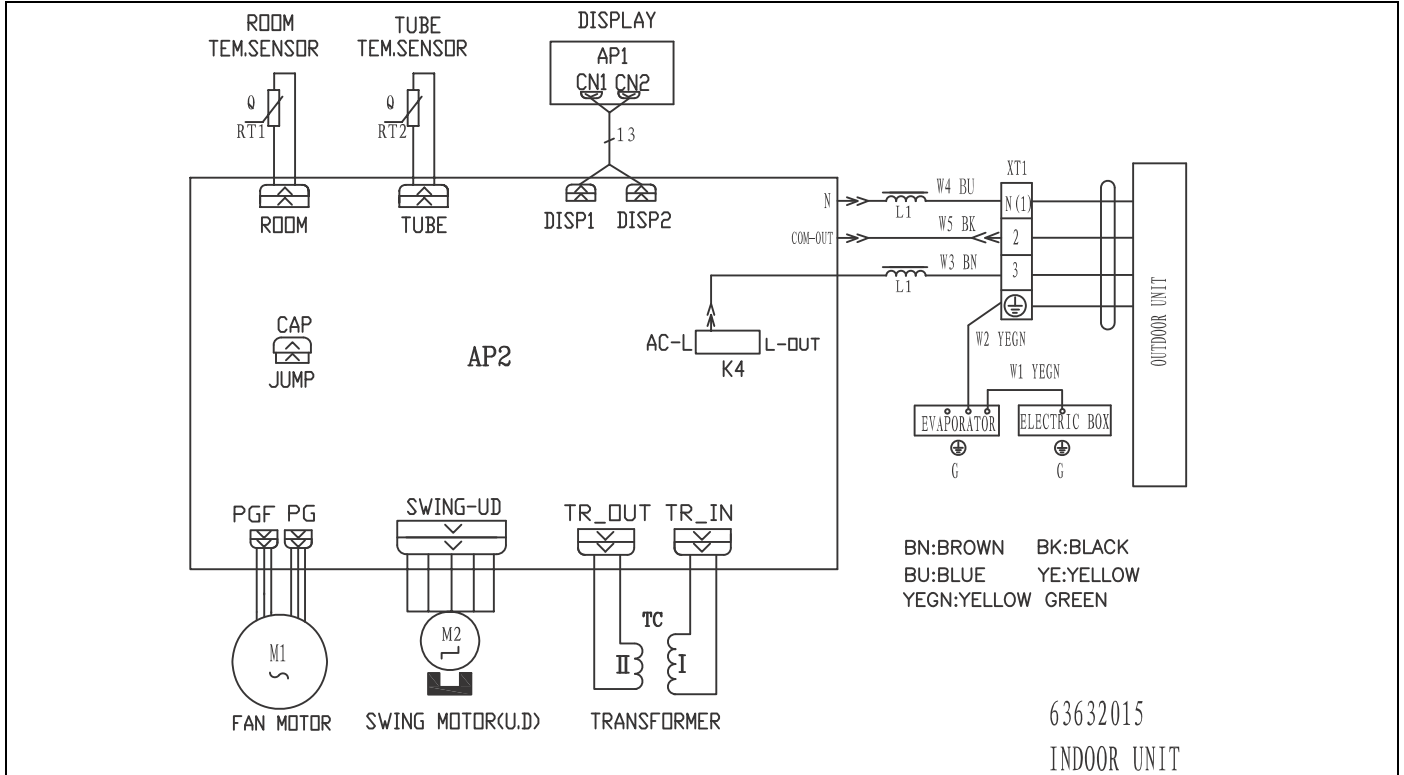 ROOM
TEM.SENSOR
TUBE
TEM.SENSOR
DISPLAY
AP1
CN1 CN2
Q
RT1
Q
RT2
13
ROOM
TUBE
DISP1
DISP2
N
COM-OUT
L1
W4 BU
W5 BK
W3 BN
L1
XT1
N(1)
2
3
OUTDOOR UNIT
W2 YEGN
W1 YEGN
EVAPORATOR
ELECTRIC BOX
G
G
CAP
JUMP
AP2
AC-L
L-OUT
K4
PGF PG
SWING-UD
TR_OUT TR_IN
M1
M2
TC
II
I
FAN MOTOR
SWING MOTOR(U.D)
TRANSFORMER
BN:BROWN BK:BLACK
BU:BLUE YE:YELLOW
YEGN:YELLOW GREEN
63632015
INDOOR UNIT